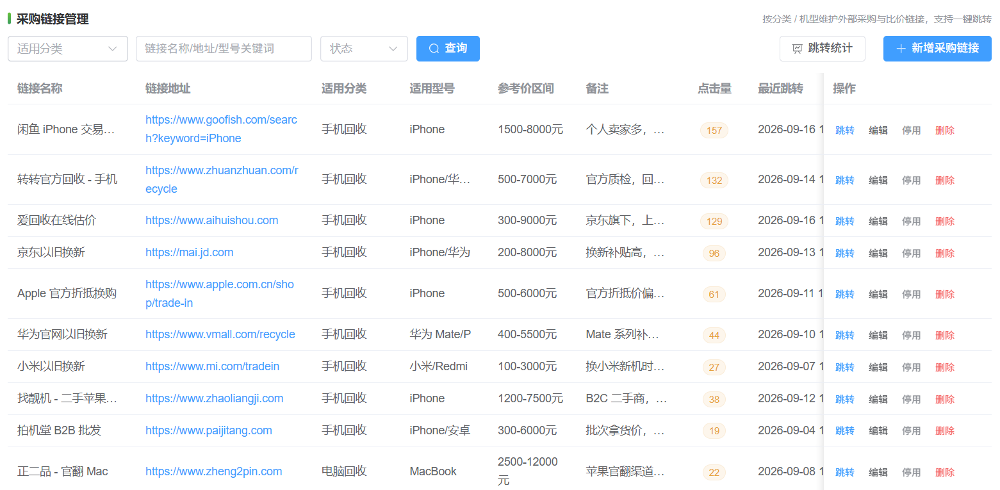 采购链接管理
按分类 / 机型维护外部采购与比价链接，支持一键跳转
适用分类 链接名称/地址/型号关键词 状态 查询 跳转统计 新增采购链接
链接名称 链接地址 适用分类 适用型号 参考价区间 备注 点击量 最近跳转 操作
闲鱼 iPhone 交易… https://www.goofish.com/searc
h?keyword=iPhone 手机回收 iPhone 1500-8000元 个人卖家多，… 157 2026-09-16 1 跳转 编辑 停用 删除
转转官方回收 - 手机 https://www.zhuanzhuan.com/r
ecycle 手机回收 iPhone/华… 500-7000元 官方质检，回… 132 2026-09-14 1 跳转 编辑 停用 删除
爱回收在线估价 https://www.aihuishou.com 手机回收 iPhone 300-9000元 京东旗下，上… 129 2026-09-16 1 跳转 编辑 停用 删除
京东以旧换新 https://mai.jd.com 手机回收 iPhone/华为 200-8000元 换新补贴高，… 96 2026-09-13 1 跳转 编辑 停用 删除
Apple 官方折抵换购 https://www.apple.com.cn/sho
p/trade-in 手机回收 iPhone 500-6000元 官方折抵价偏… 61 2026-09-11 1 跳转 编辑 停用 删除
华为官网以旧换新 https://www.vmall.com/recycle 手机回收 华为 Mate/P 400-5500元 Mate 系列补… 44 2026-09-10 1 跳转 编辑 停用 删除
小米以旧换新 https://www.mi.com/tradein 手机回收 小米/Redmi 100-3000元 换小米新机时… 27 2026-09-07 1 跳转 编辑 停用 删除
找靓机 - 二手苹果… https://www.zhaoliangji.com 手机回收 iPhone 1200-7500元 B2C 二手商，… 38 2026-09-12 1 跳转 编辑 停用 删除
拍机堂 B2B 批发 https://www.paijitang.com 手机回收 iPhone/安卓 300-6000元 批次拿货价，… 19 2026-09-04 1 跳转 编辑 停用 删除
正二品 - 官翻 Mac https://www.zheng2pin.com 电脑回收 MacBook 2500-12000
元 苹果官翻渠道… 22 2026-09-08 1 跳转 编辑 停用 删除